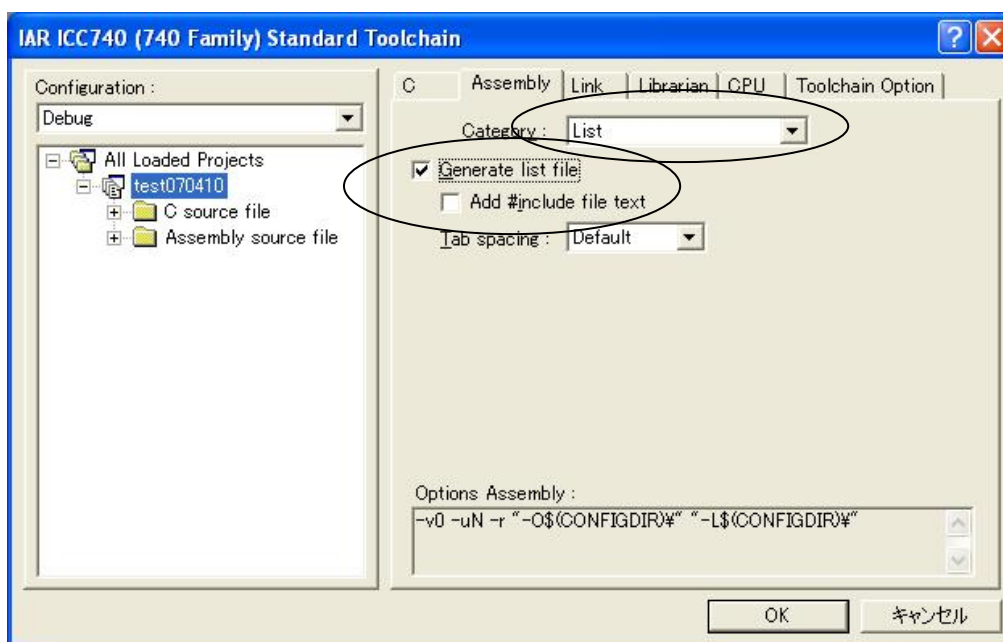 IAR ICC740 (740 Family) Standard Toolchain
Configuration :
Debug
All Loaded Projects
test070410
C source file
Assembly source file
C Assembly Link Librarian CPU Toolchain Option
Category : List
Generate list file
Add #include file text
Tab spacing : Default
Options Assembly :
-v0 -uN -r "-O$(CONFIGDIR)¥" "-L$(CONFIGDIR)¥"
OK キャンセル